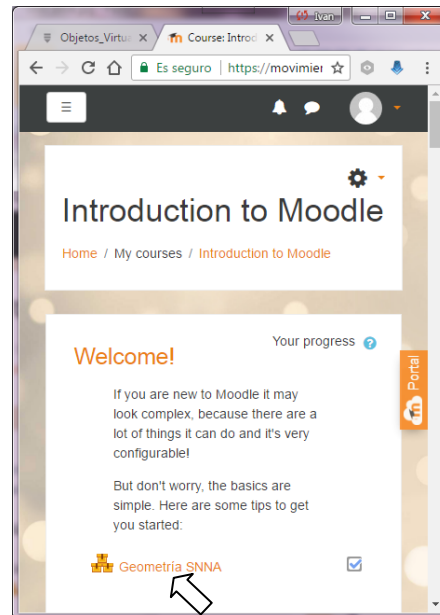 Ivan
Objetos_Virtu
Course: Introd
Es seguro | https://movimier
Introduction to Moodle
Home / My courses / Introduction to Moodle
Your progress
Welcome!
Portal
If you are new to Moodle it may
look complex, because there are a
lot of things it can do and it's very
configurable!
But don't worry, the basics are
simple. Here are some tips to get
you started:
Geometría SNNA